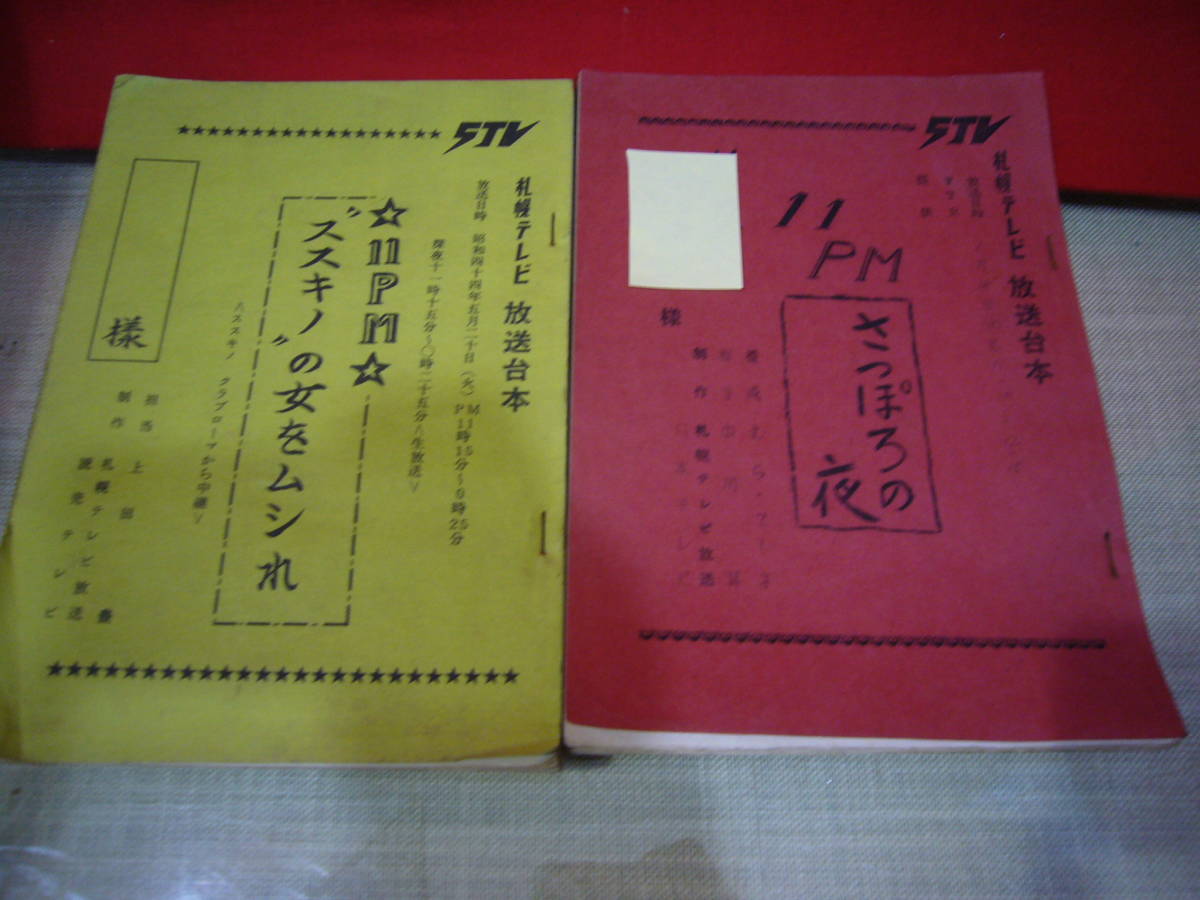 STV
札幌テレビ 放送台本
放送日時 昭和四十四年五月二十日(火)PM11時15分~0時25分
深夜十一時十五分~〇時二十五分<生放送>
☆11PM☆
〝ススキノ〟の女をムシれ
<ススキノ クラブローマから中継>
担当 上田
制作 札幌テレビ放送
読売テレビ
様
STV
札幌テレビ 放送台本
放送日時
11
PM
さっぽろの
夜
制作 札幌テレビ放送
様